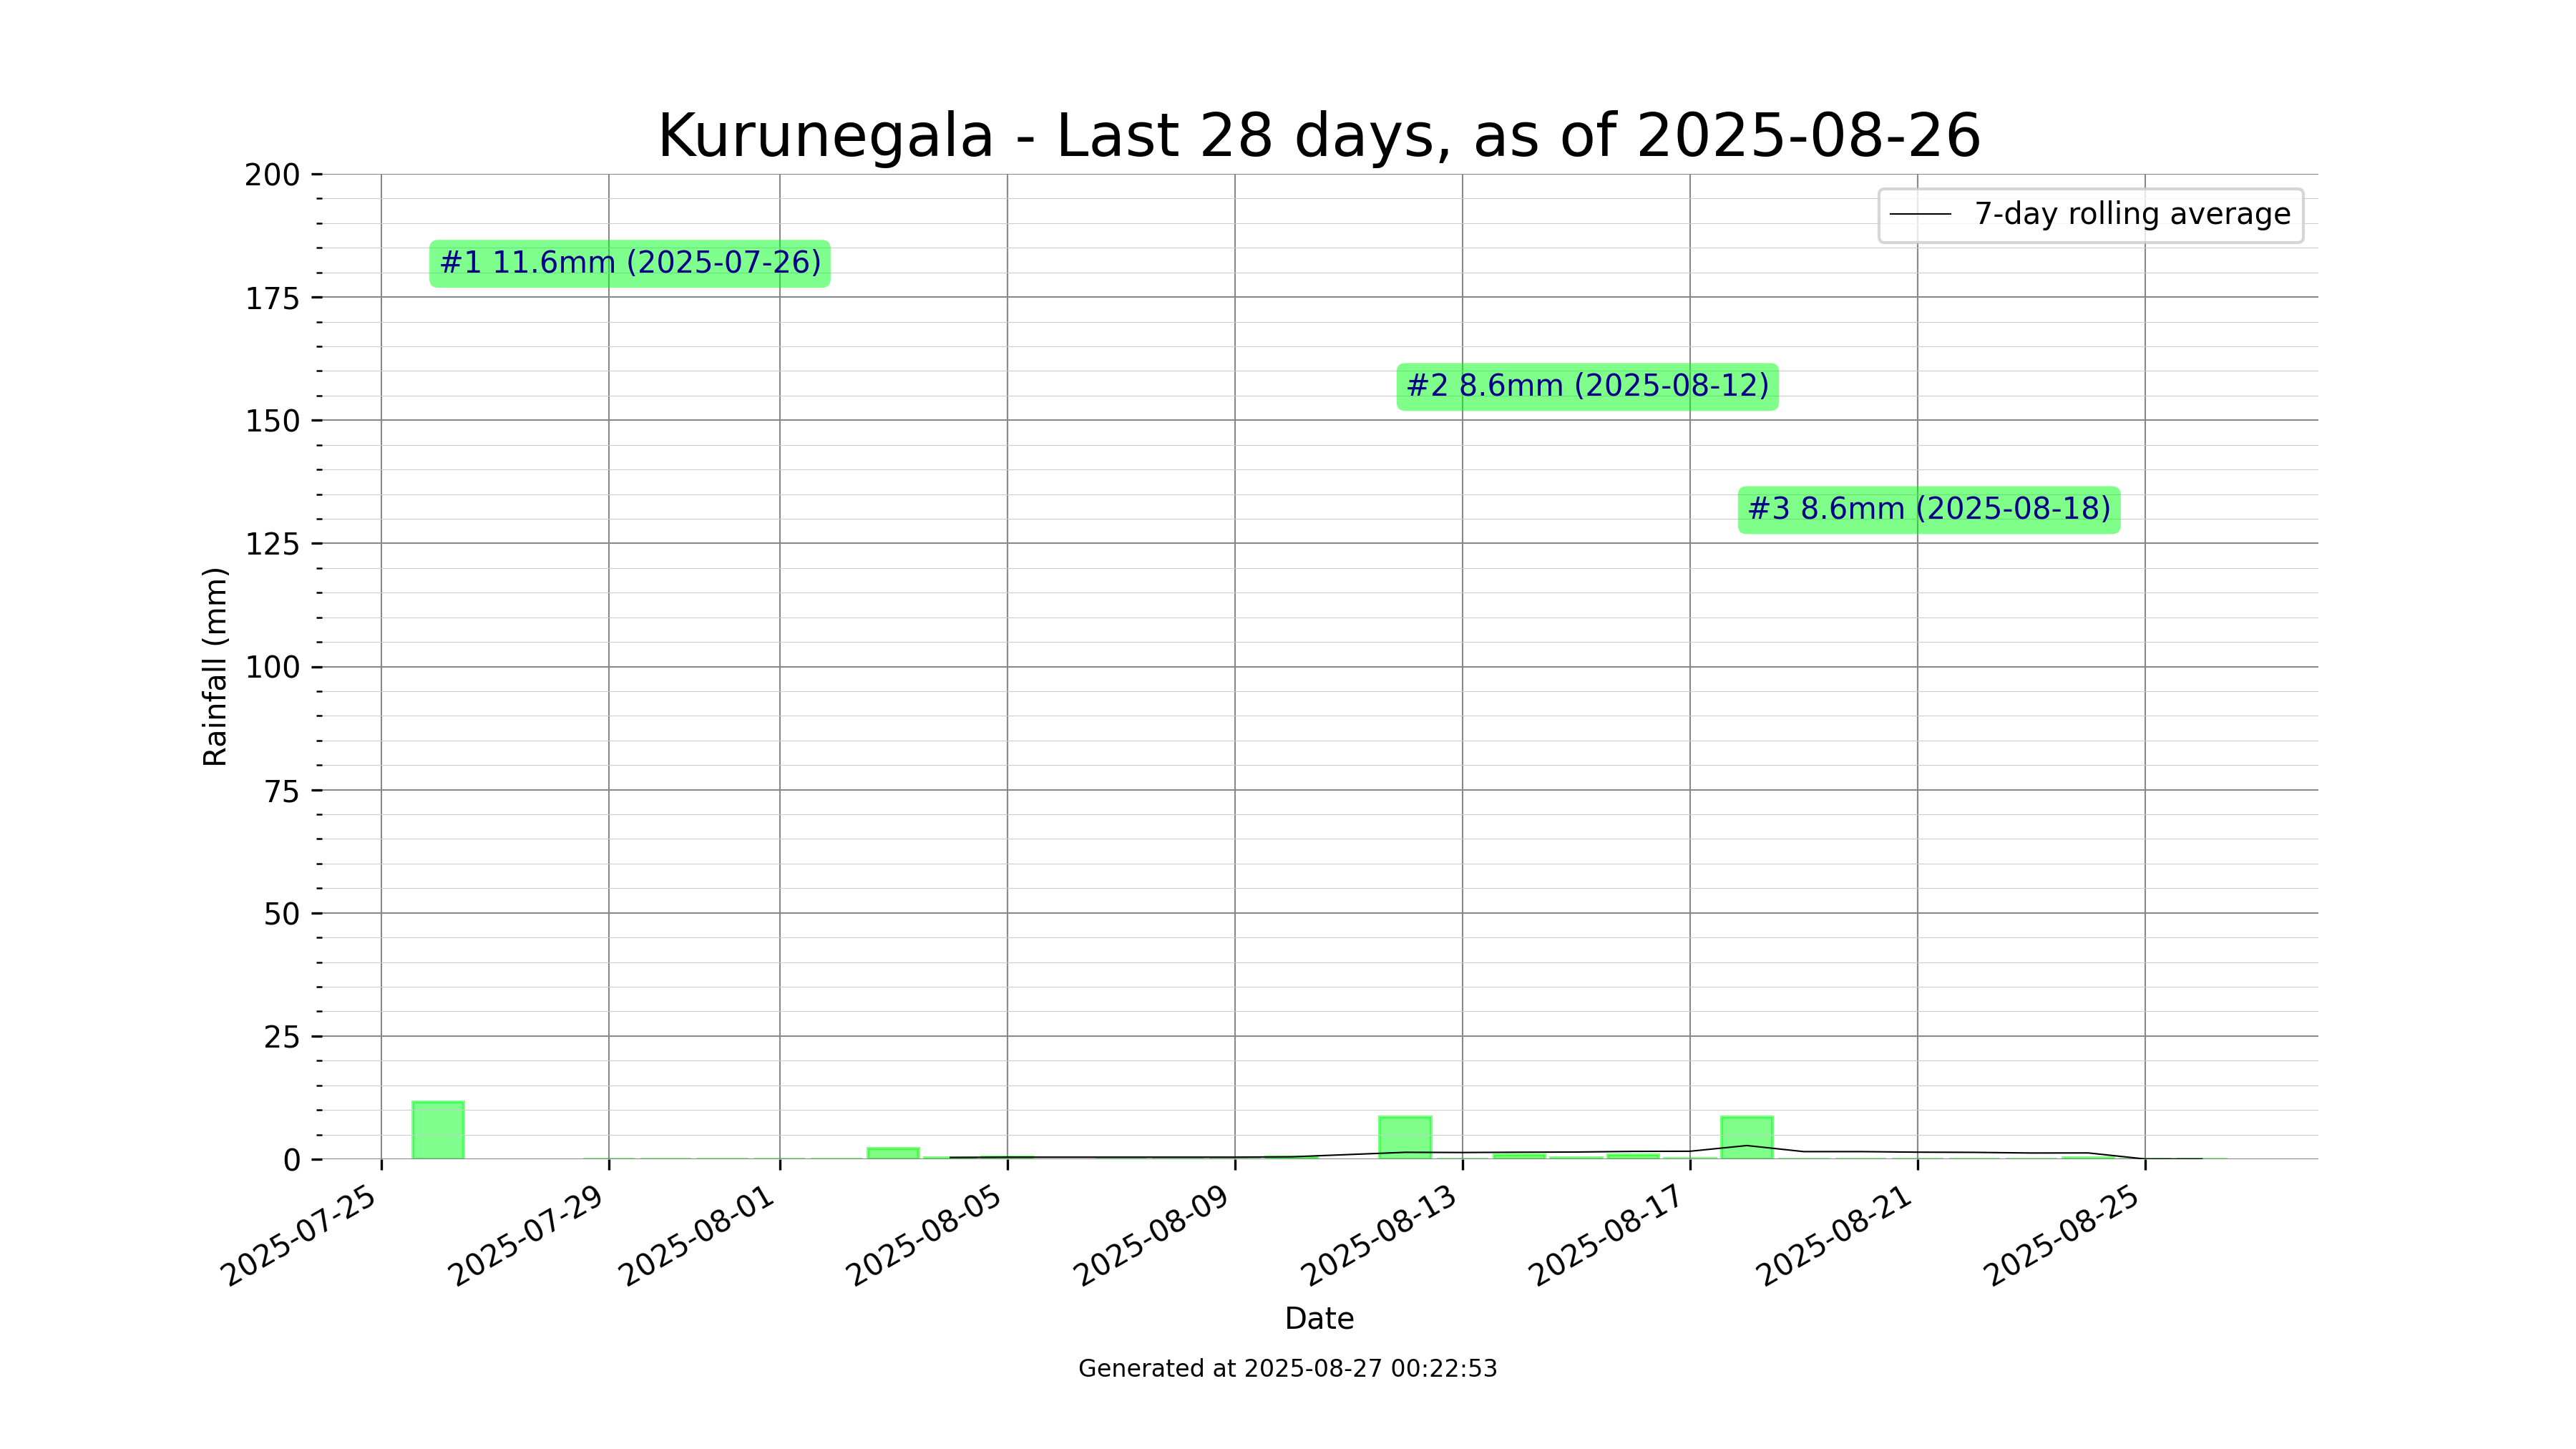 Kurunegala - Last 28 days, as of 2025-08-26
200
175
150
125
100
75
50
25
0
Rainfall (mm)
7-day rolling average
#1 11.6mm (2025-07-26)
#2 8.6mm (2025-08-12)
#3 8.6mm (2025-08-18)
2025-07-25
2025-07-29
2025-08-01
2025-08-05
2025-08-09
2025-08-13
2025-08-17
2025-08-21
2025-08-25
Date
Generated at 2025-08-27 00:22:53